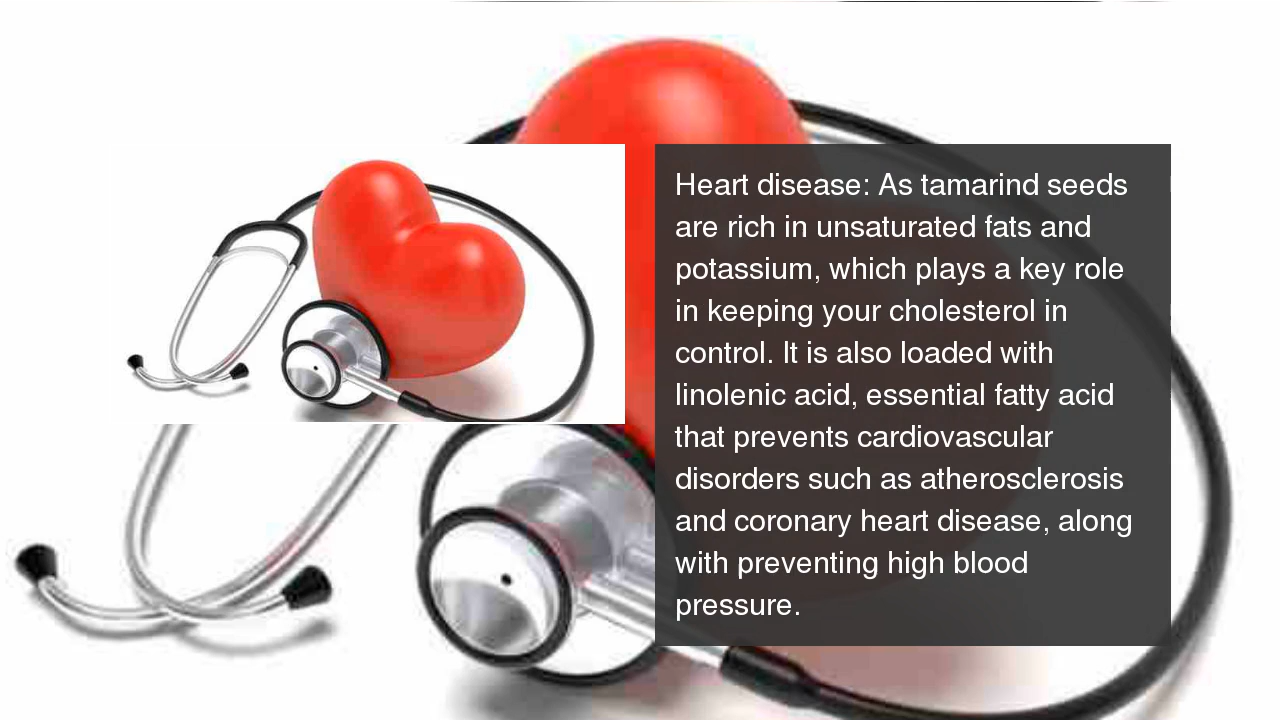 Heart disease: As tamarind seeds
are rich in unsaturated fats and
potassium, which plays a key role
in keeping your cholesterol in
control. It is also loaded with
linolenic acid, essential fatty acid
that prevents cardiovascular
disorders such as atherosclerosis
and coronary heart disease, along
with preventing high blood
pressure.